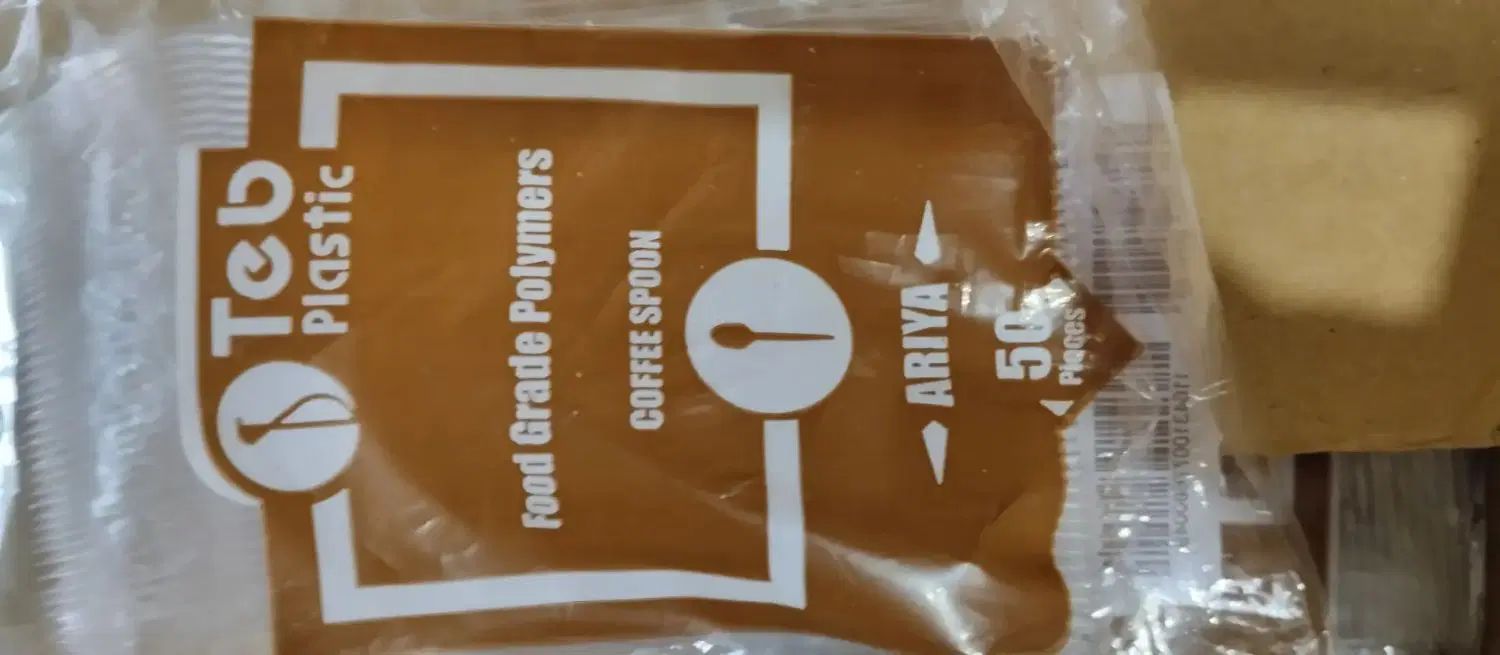 Teb
Plastic
Food Grade Polymers
COFFEE SPOON
ARIYA
50
Pieces